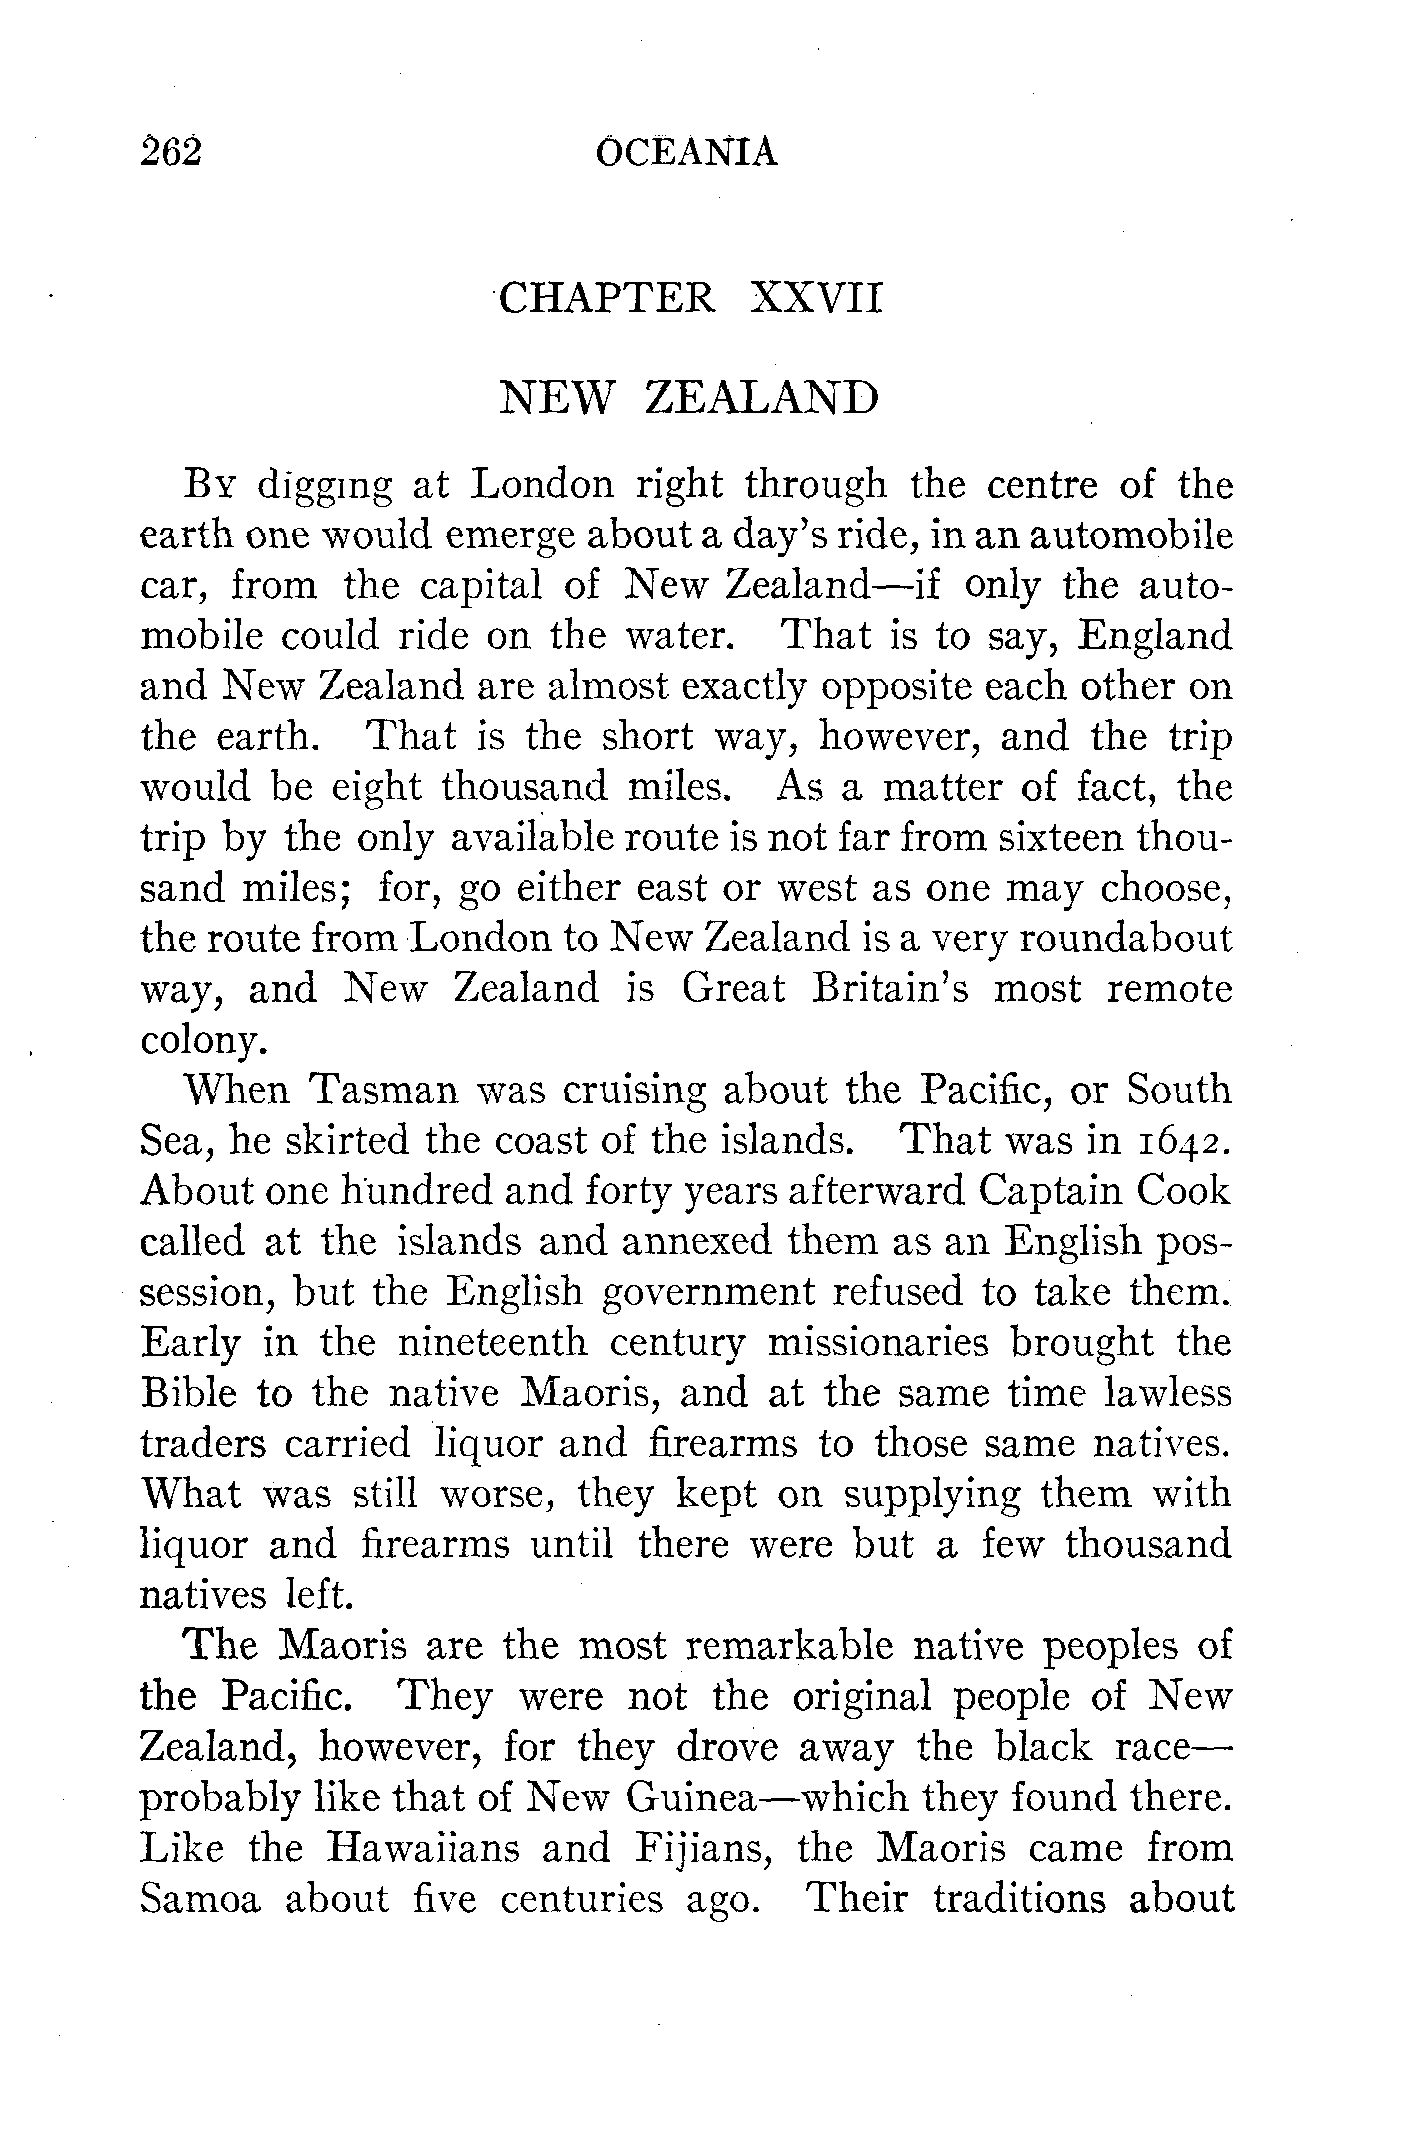 262 OCEANIA
CHAPTER XXVII
NEW ZEALAND
By digging at London right through the centre of the
earth one would emerge about a day's ride, in an automobile
car, from the capital of New Zealand—if only the auto-
mobile could ride on the water. That is to say, England
and New Zealand are almost exactly opposite each other on
the earth. That is the short way, however, and the trip
would be eight thousand miles. As a matter of fact, the
trip by the only available route is not far from sixteen thou-
sand miles; for, go either east or west as one may choose,
the route from London to New Zealand is a very roundabout
way, and New Zealand is Great Britain's most remote
colony.
When Tasman was cruising about the Pacific, or South
Sea, he skirted the coast of the islands. That was in 1642.
About one hundred and forty years afterward Captain Cook
called at the islands and annexed them as an English pos-
session, but the English government refused to take them.
Early in the nineteenth century missionaries brought the
Bible to the native Maoris, and at the same time lawless
traders carried liquor and firearms to those same natives.
What was still worse, they kept on supplying them with
liquor and firearms until there were but a few thousand
natives left.
The Maoris are the most remarkable native peoples of
the Pacific. They were not the original people of New
Zealand, however, for they drove away the black race—
probably like that of New Guinea—which they found there.
Like the Hawaiians and Fijians, the Maoris came from
Samoa about five centuries ago. Their traditions about